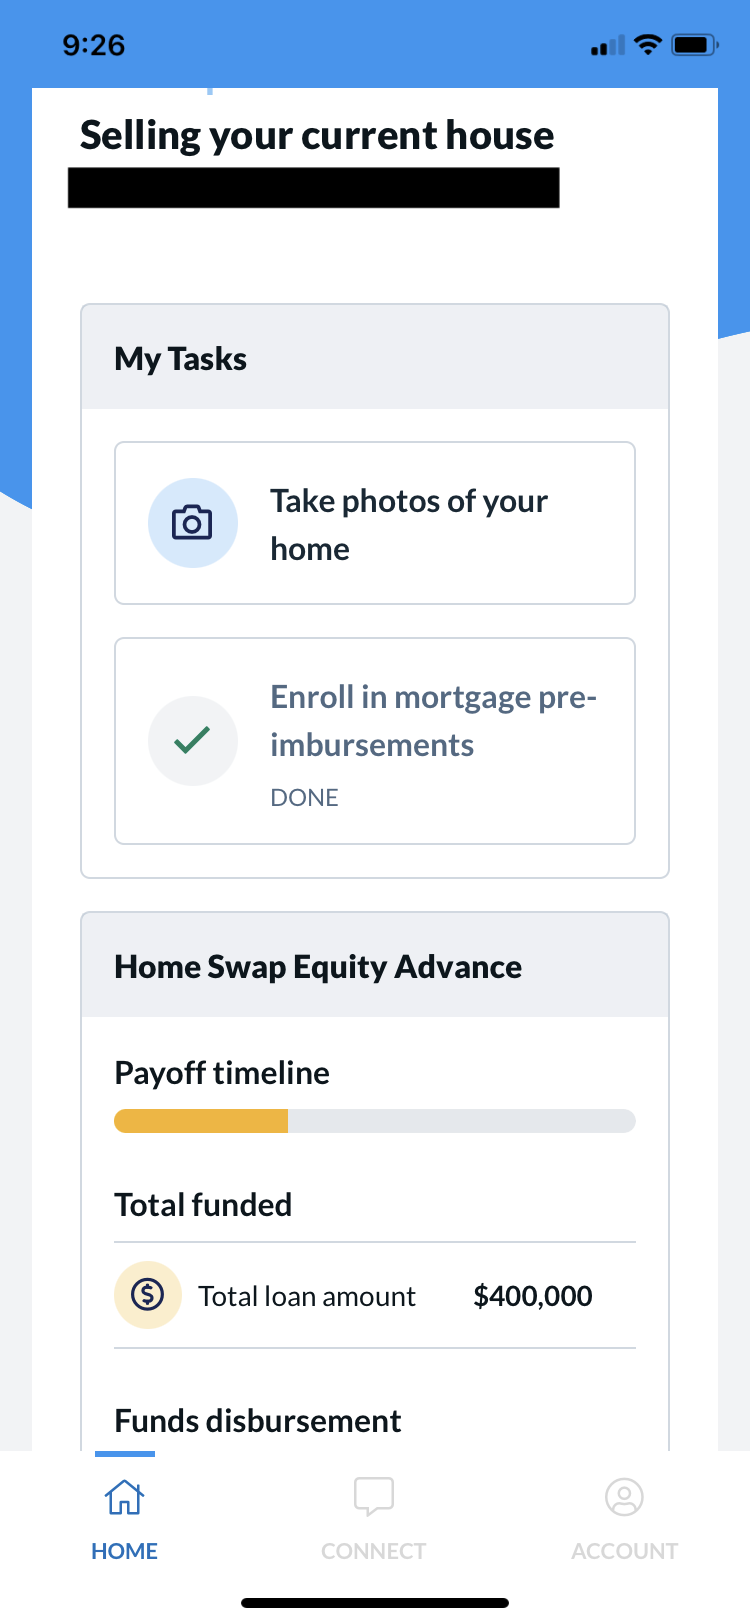 9:26
Selling your current house
My Tasks
Take photos of your
home
Enroll in mortgage pre-
imbursements
DONE
Home Swap Equity Advance
Payoff timeline
Total funded
Total loan amount $400,000
Funds disbursement
HOME CONNECT ACCOUNT